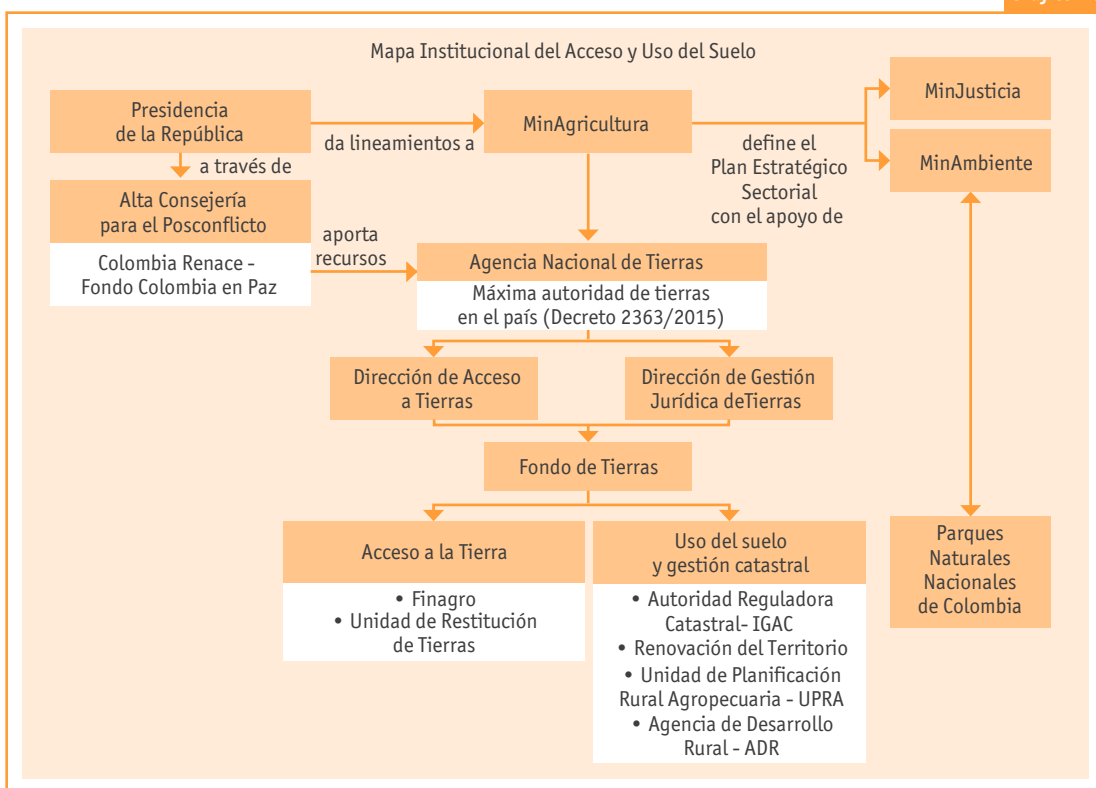 Mapa Institucional del Acceso y Uso del Suelo
Presidencia
de la República
da lineamientos a
MinAgricultura
define el
Plan Estratégico
Sectorial
con el apoyo de
MinJusticia
MinAmbiente
a través de
Alta Consejería
para el Posconflicto
Colombia Renace -
Fondo Colombia en Paz
aporta
recursos
Agencia Nacional de Tierras
Máxima autoridad de tierras
en el país (Decreto 2363/2015)
Dirección de Acceso
a Tierras
Dirección de Gestión
Jurídica deTierras
Fondo de Tierras
Acceso a la Tierra
• Finagro
• Unidad de Restitución
de Tierras
Uso del suelo
y gestión catastral
• Autoridad Reguladora
Catastral- IGAC
• Renovación del Territorio
• Unidad de Planificación
Rural Agropecuaria - UPRA
• Agencia de Desarrollo
Rural - ADR
Parques
Naturales
Nacionales
de Colombia